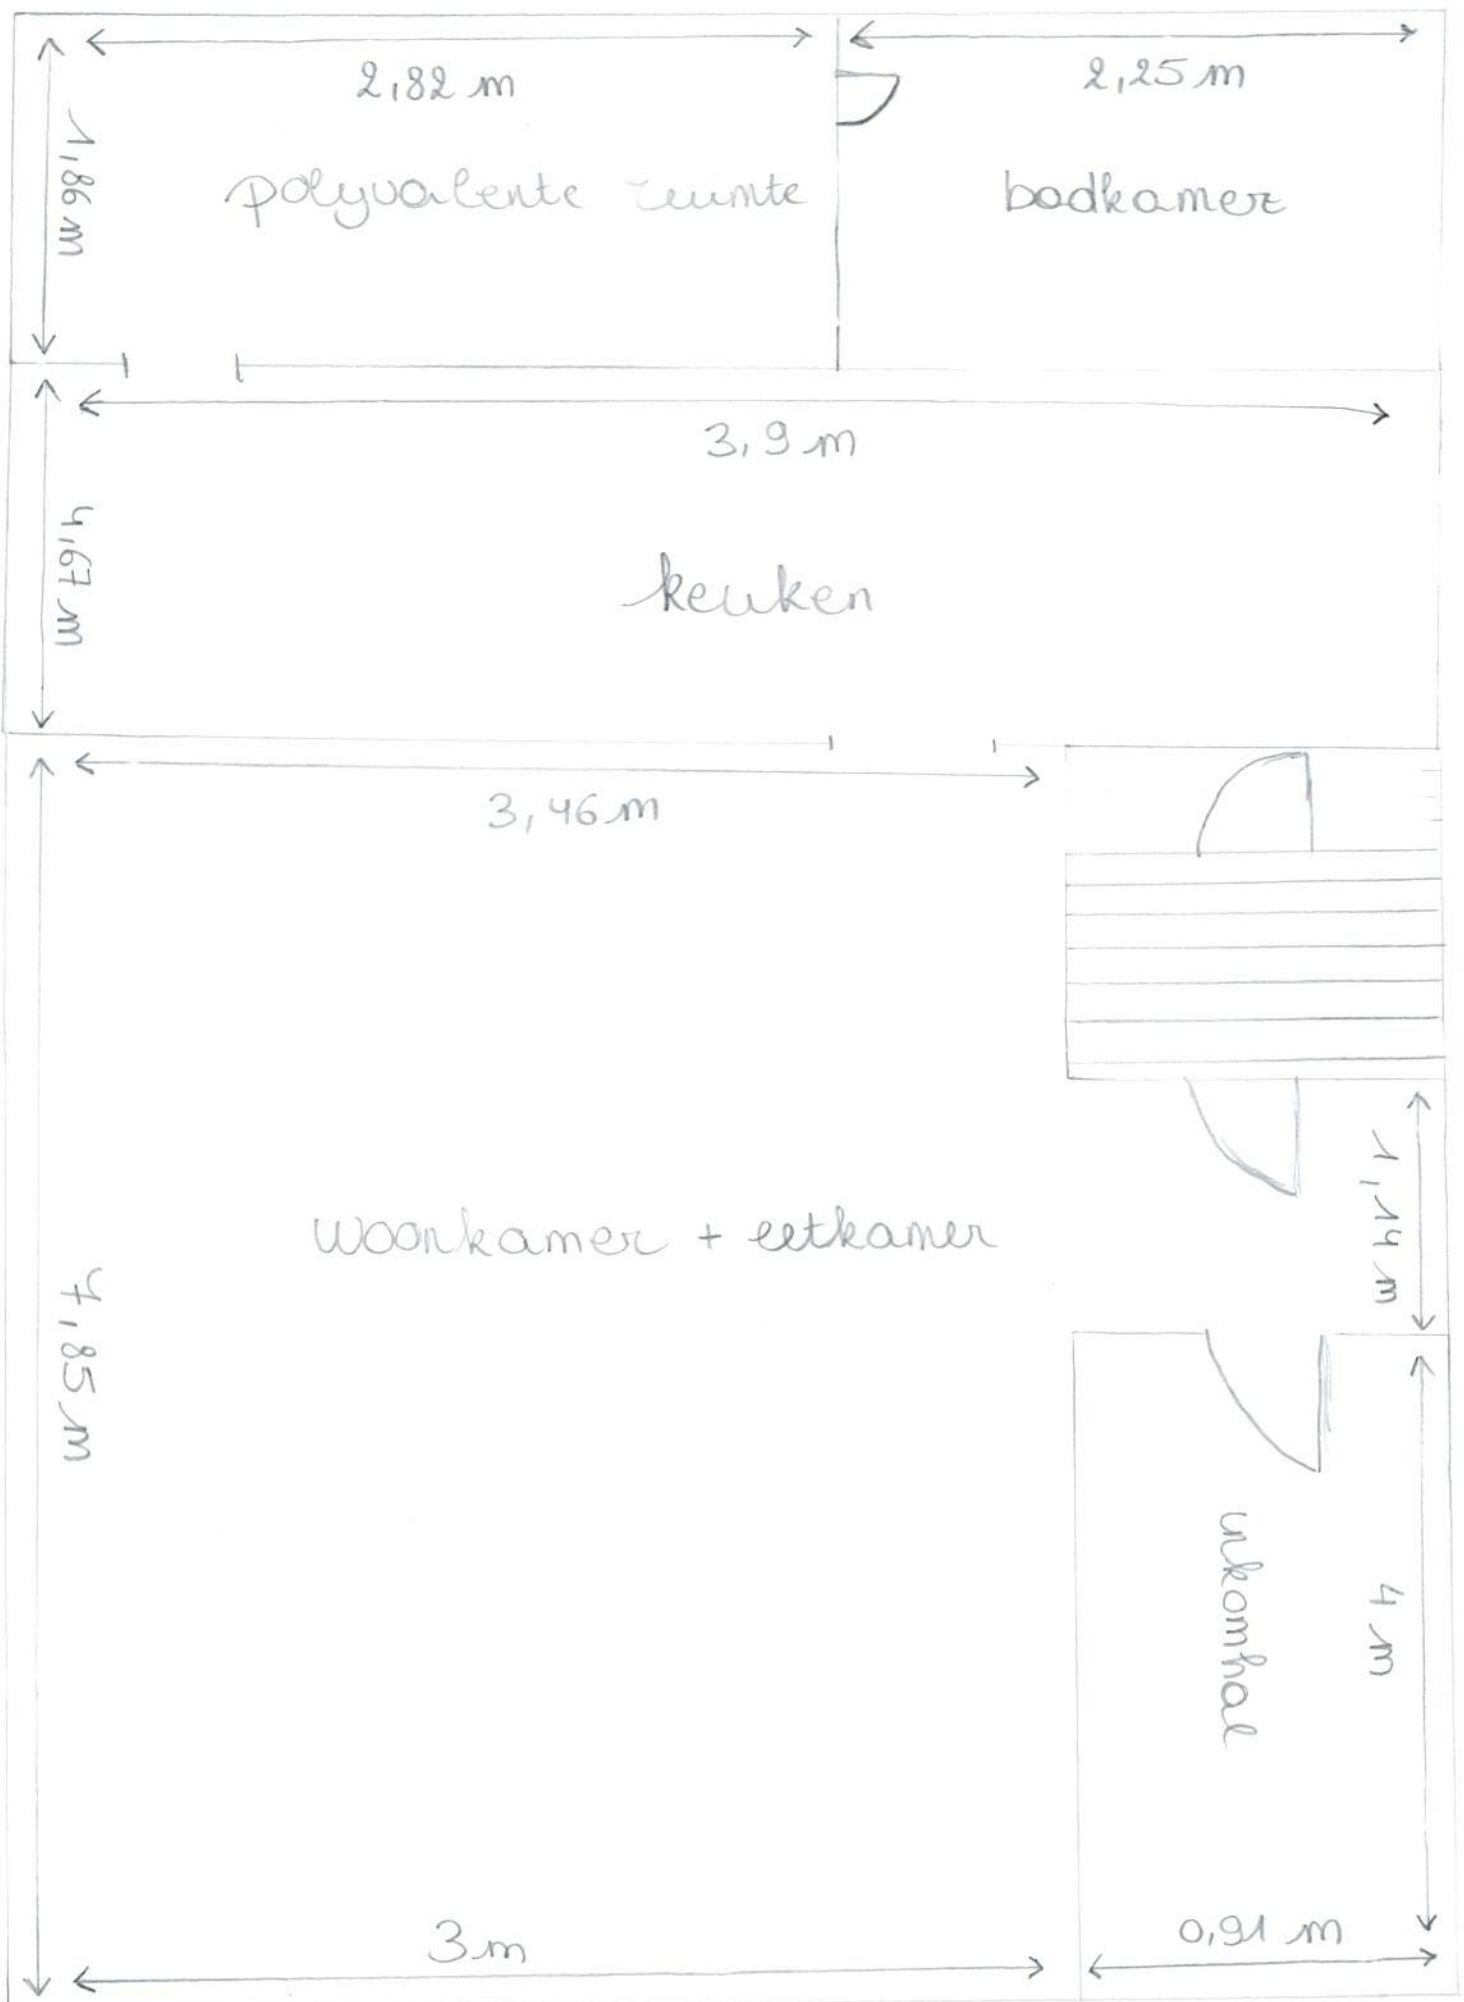 2,82 m
2,25 m
1,86 m
polyvalente ruimte
badkamer
3,9 m
4,67 m
keuken
3,46 m
1,14 m
woonkamer + eetkamer
7,85 m
inkomhal
4 m
3 m
0,91 m